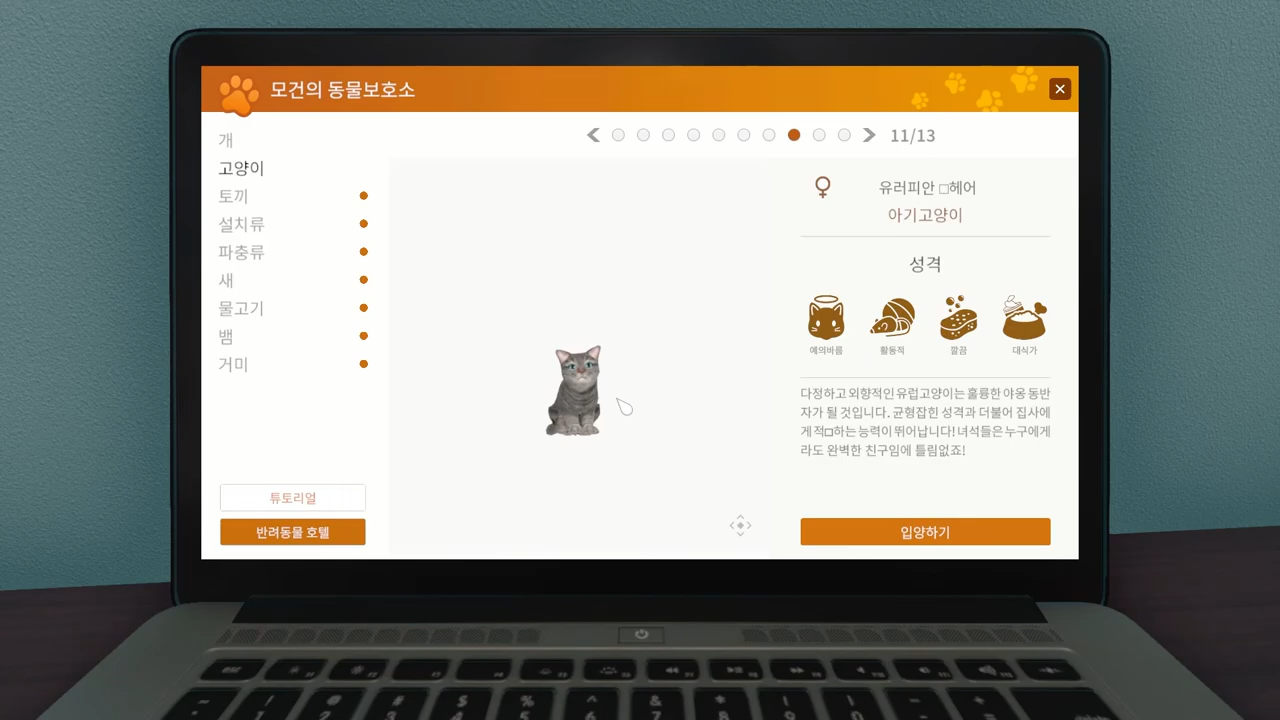 모건의 동물보호소
개
고양이
토끼
설치류
파충류
새
물고기
뱀
거미
튜토리얼
반려동물 호텔
11/13
유러피안 □헤어
아기고양이
성격
예의바름
활동적
깔끔
대식가
다정하고 외향적인 유럽고양이는 훌륭한 야옹 동반
자가 될 것입니다. 균형잡힌 성격과 더불어 집사에
게 적□하는 능력이 뛰어납니다! 녀석들은 누구에게
라도 완벽한 친구임에 틀림없죠!
입양하기